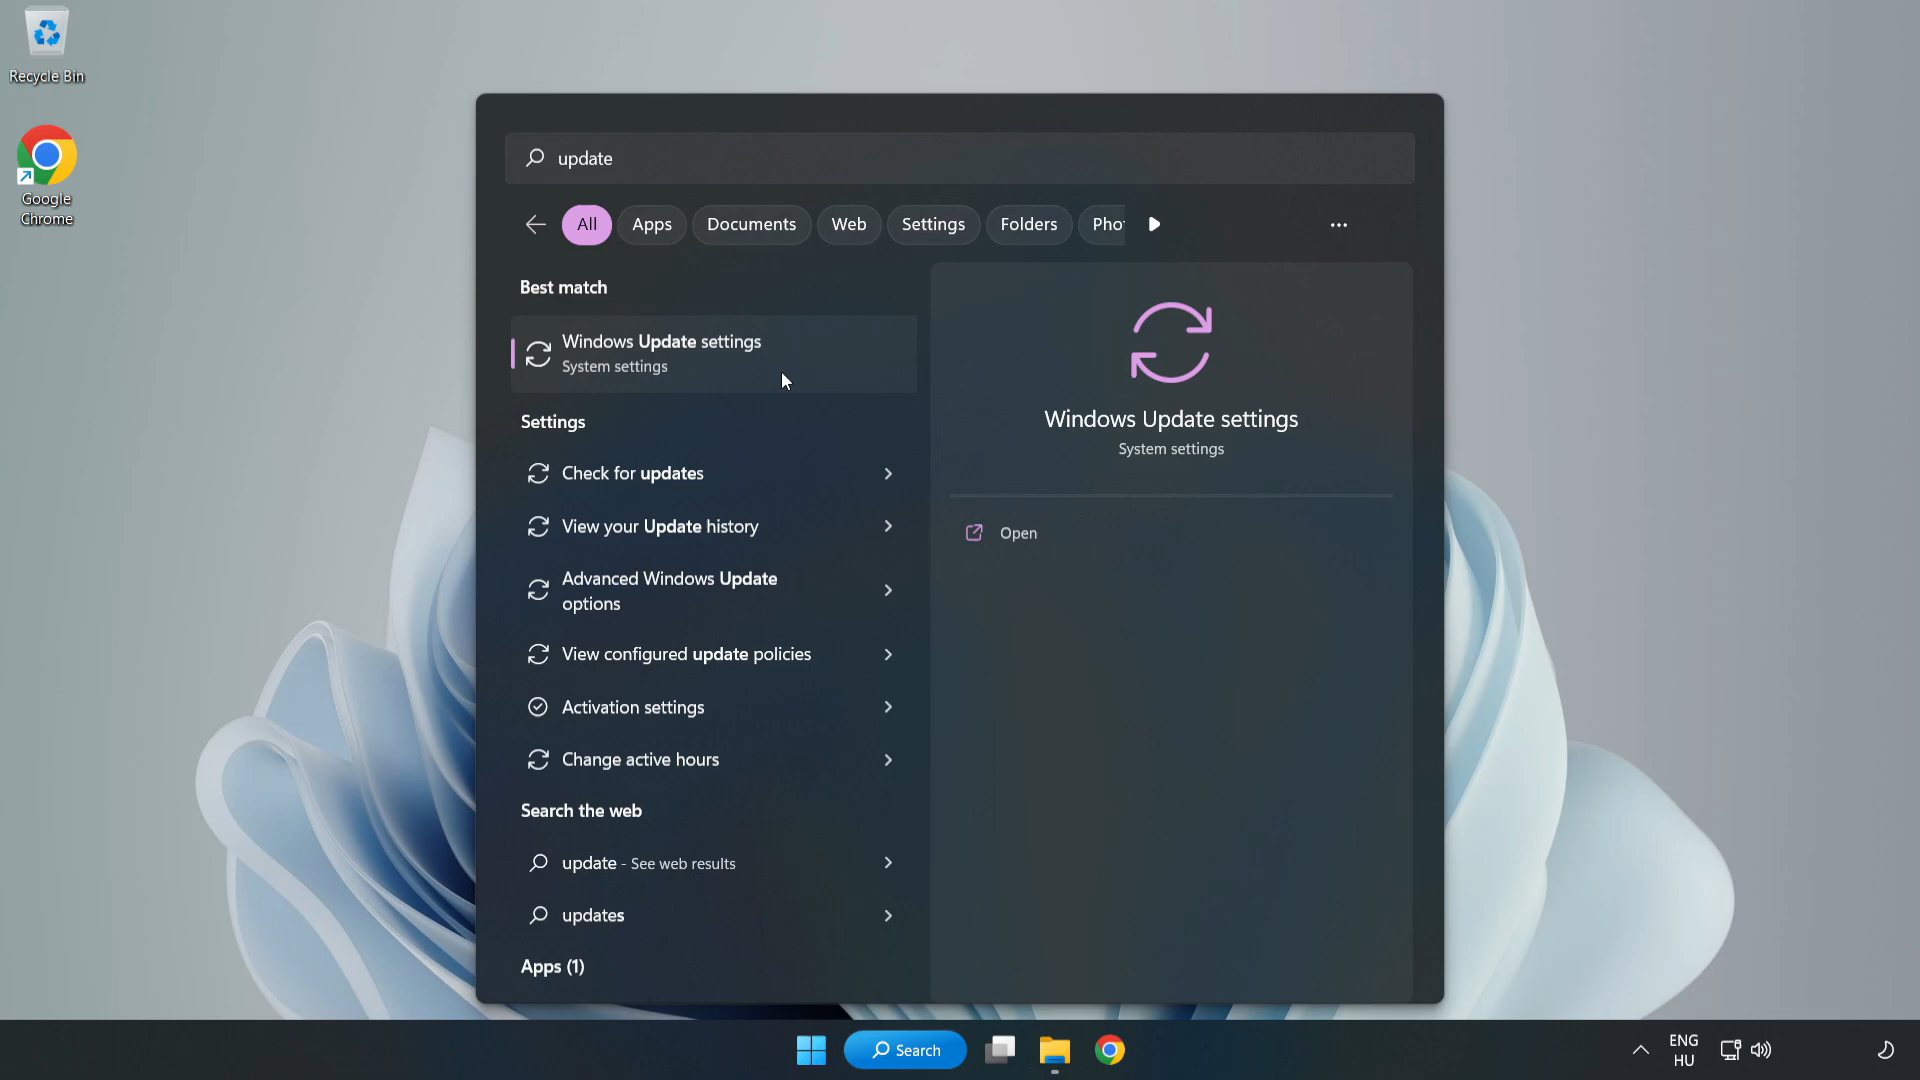 Recycle Bin
Google
Chrome
update
All
Apps
Documents
Web
Settings
Folders
Pho
Best match
Windows Update settings
System settings
Settings
Check for updates
View your Update history
Advanced Windows Update
options
View configured update policies
Activation settings
Change active hours
Search the web
update - See web results
updates
Apps (1)
Windows Update settings
System settings
Open
Search
ENG
HU